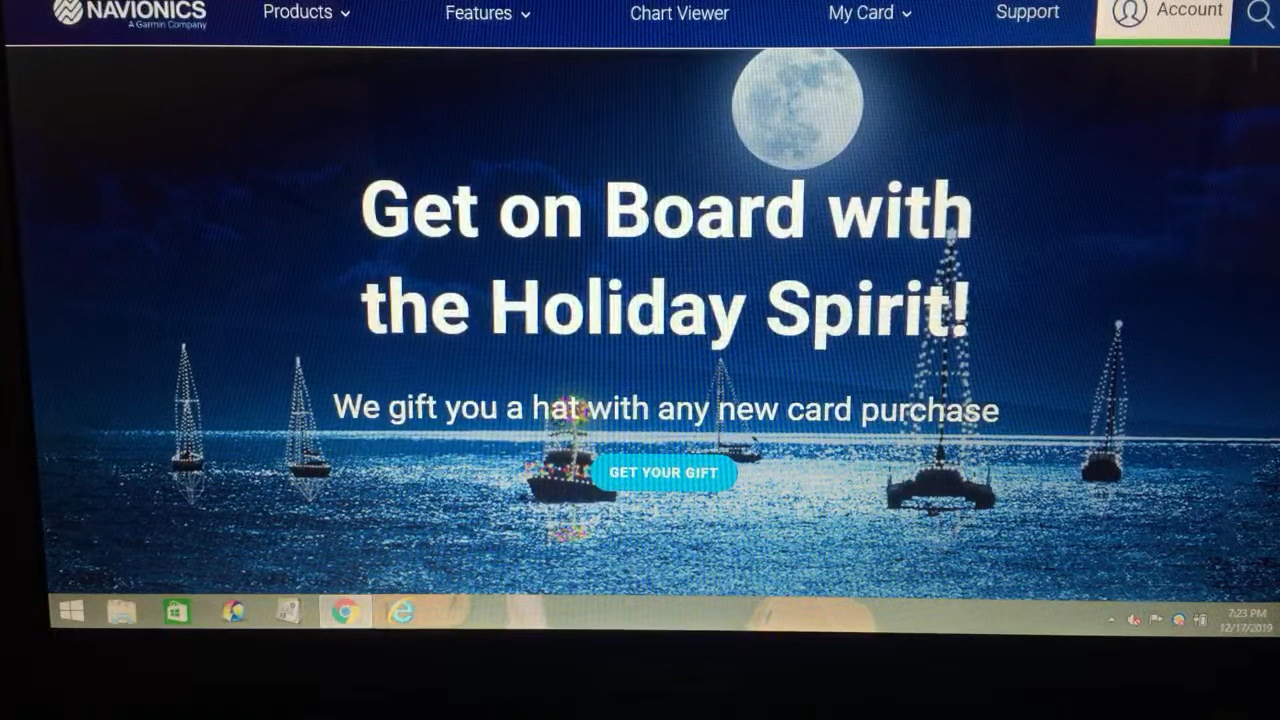 NAVIONICS
A Garmin Company
Products
Features
Chart Viewer
My Card
Support
Account
Get on Board with
the Holiday Spirit!
We gift you a hat with any new card purchase
GET YOUR GIFT
7:23 PM
12/17/2019